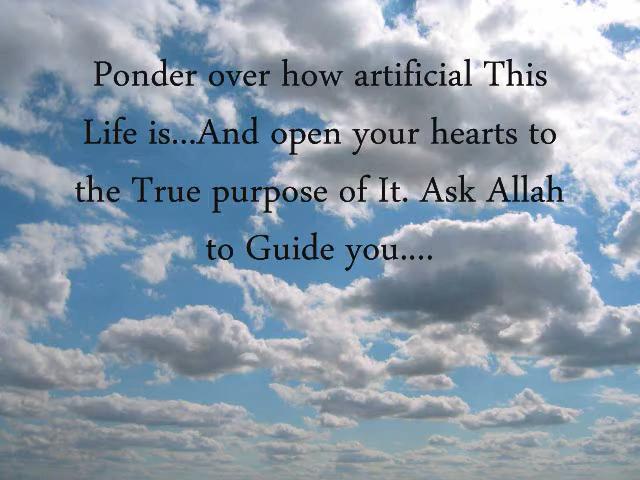 Ponder over how artificial This
Life is...And open your hearts to
the True purpose of It. Ask Allah
to Guide you....